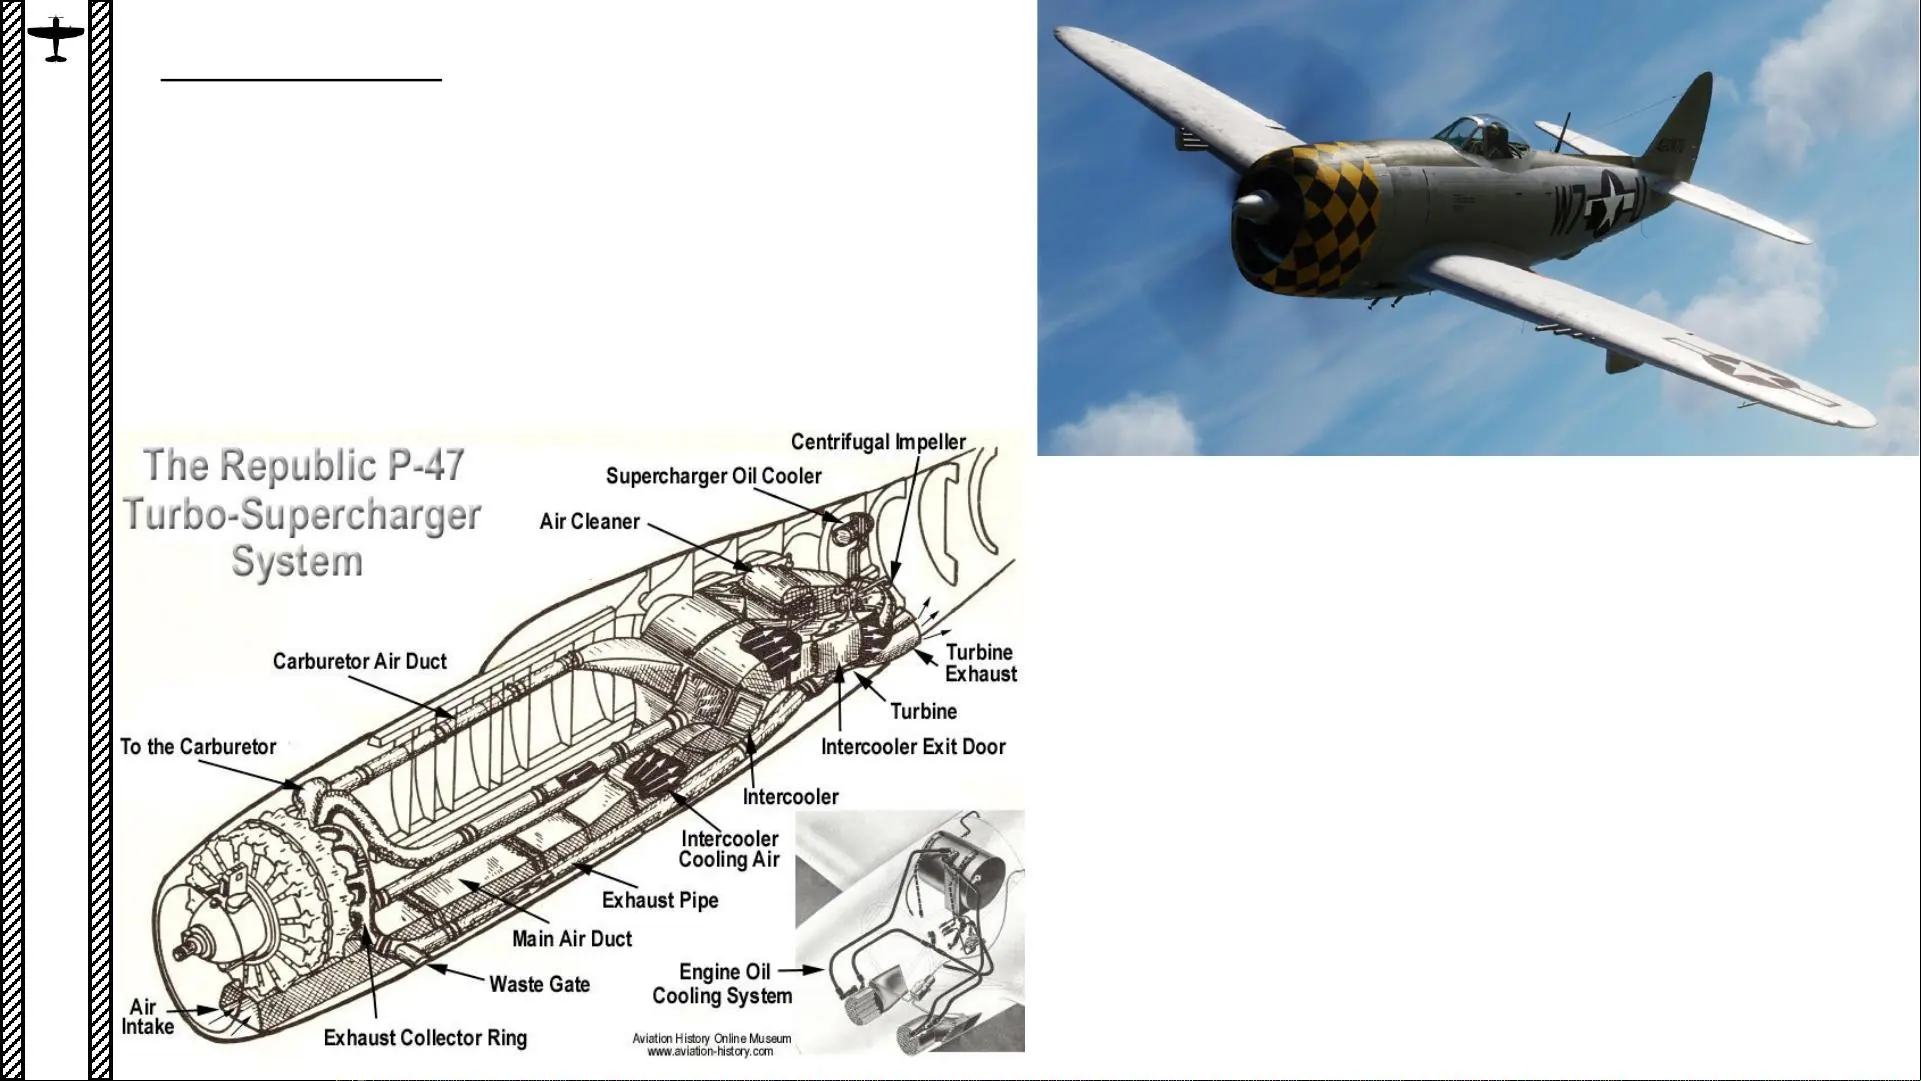 The Republic P-47
Turbo-Supercharger
System
Centrifugal Impeller
Supercharger Oil Cooler
Air Cleaner
Carburetor Air Duct
To the Carburetor
Turbine
Exhaust
Turbine
Intercooler Exit Door
Intercooler
Intercooler
Cooling Air
Exhaust Pipe
Main Air Duct
Waste Gate
Engine Oil
Cooling System
Air
Intake
Exhaust Collector Ring
Aviation History Online Museum
www.aviation-history.com
W7